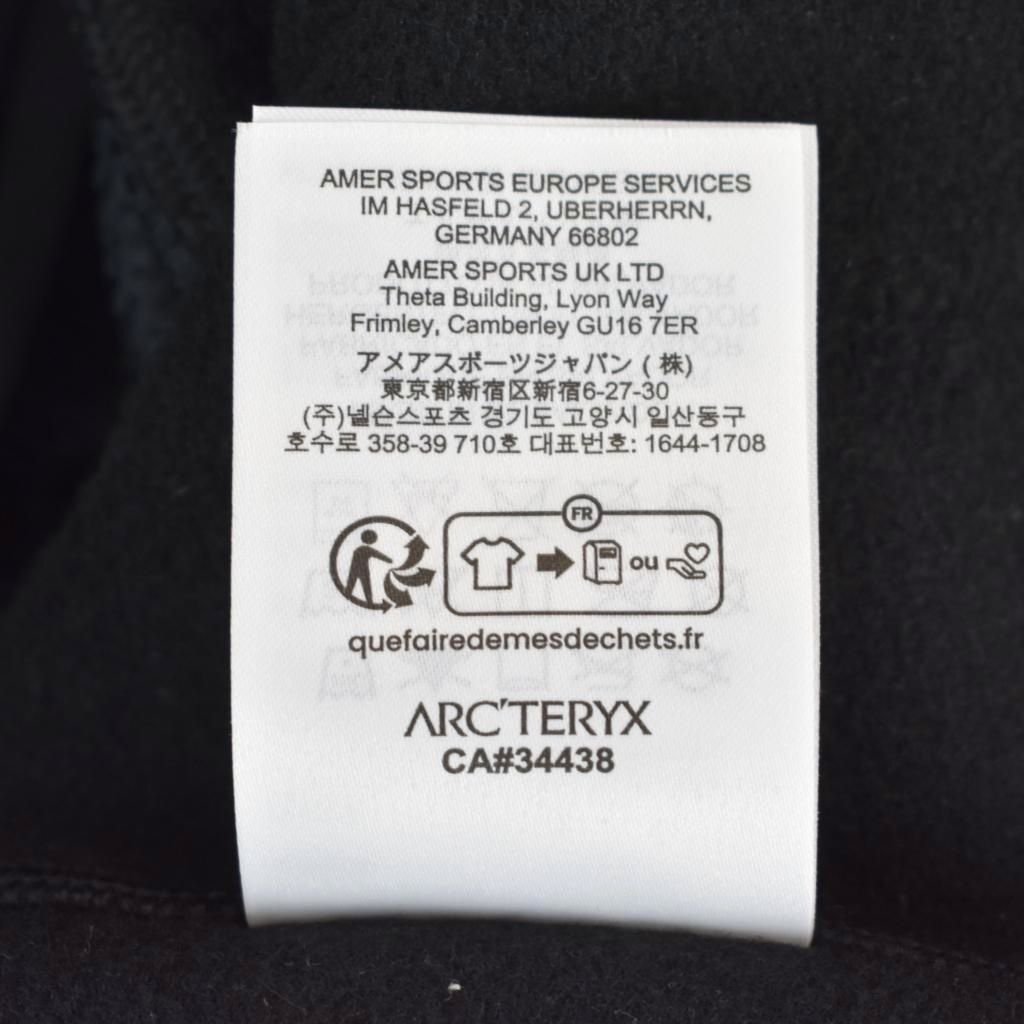 AMER SPORTS EUROPE SERVICES
IM HASFELD 2, UBERHERRN,
GERMANY 66802
AMER SPORTS UK LTD
Theta Building, Lyon Way
Frimley, Camberley GU16 7ER
アメアスポーツジャパン (株)
東京都新宿区新宿6-27-30
(주)넬슨스포츠 경기도 고양시 일산동구
호수로 358-39 710호 대표번호: 1644-1708
FR
ou
quefairedemesdechets.fr
ARC'TERYX
CA#34438